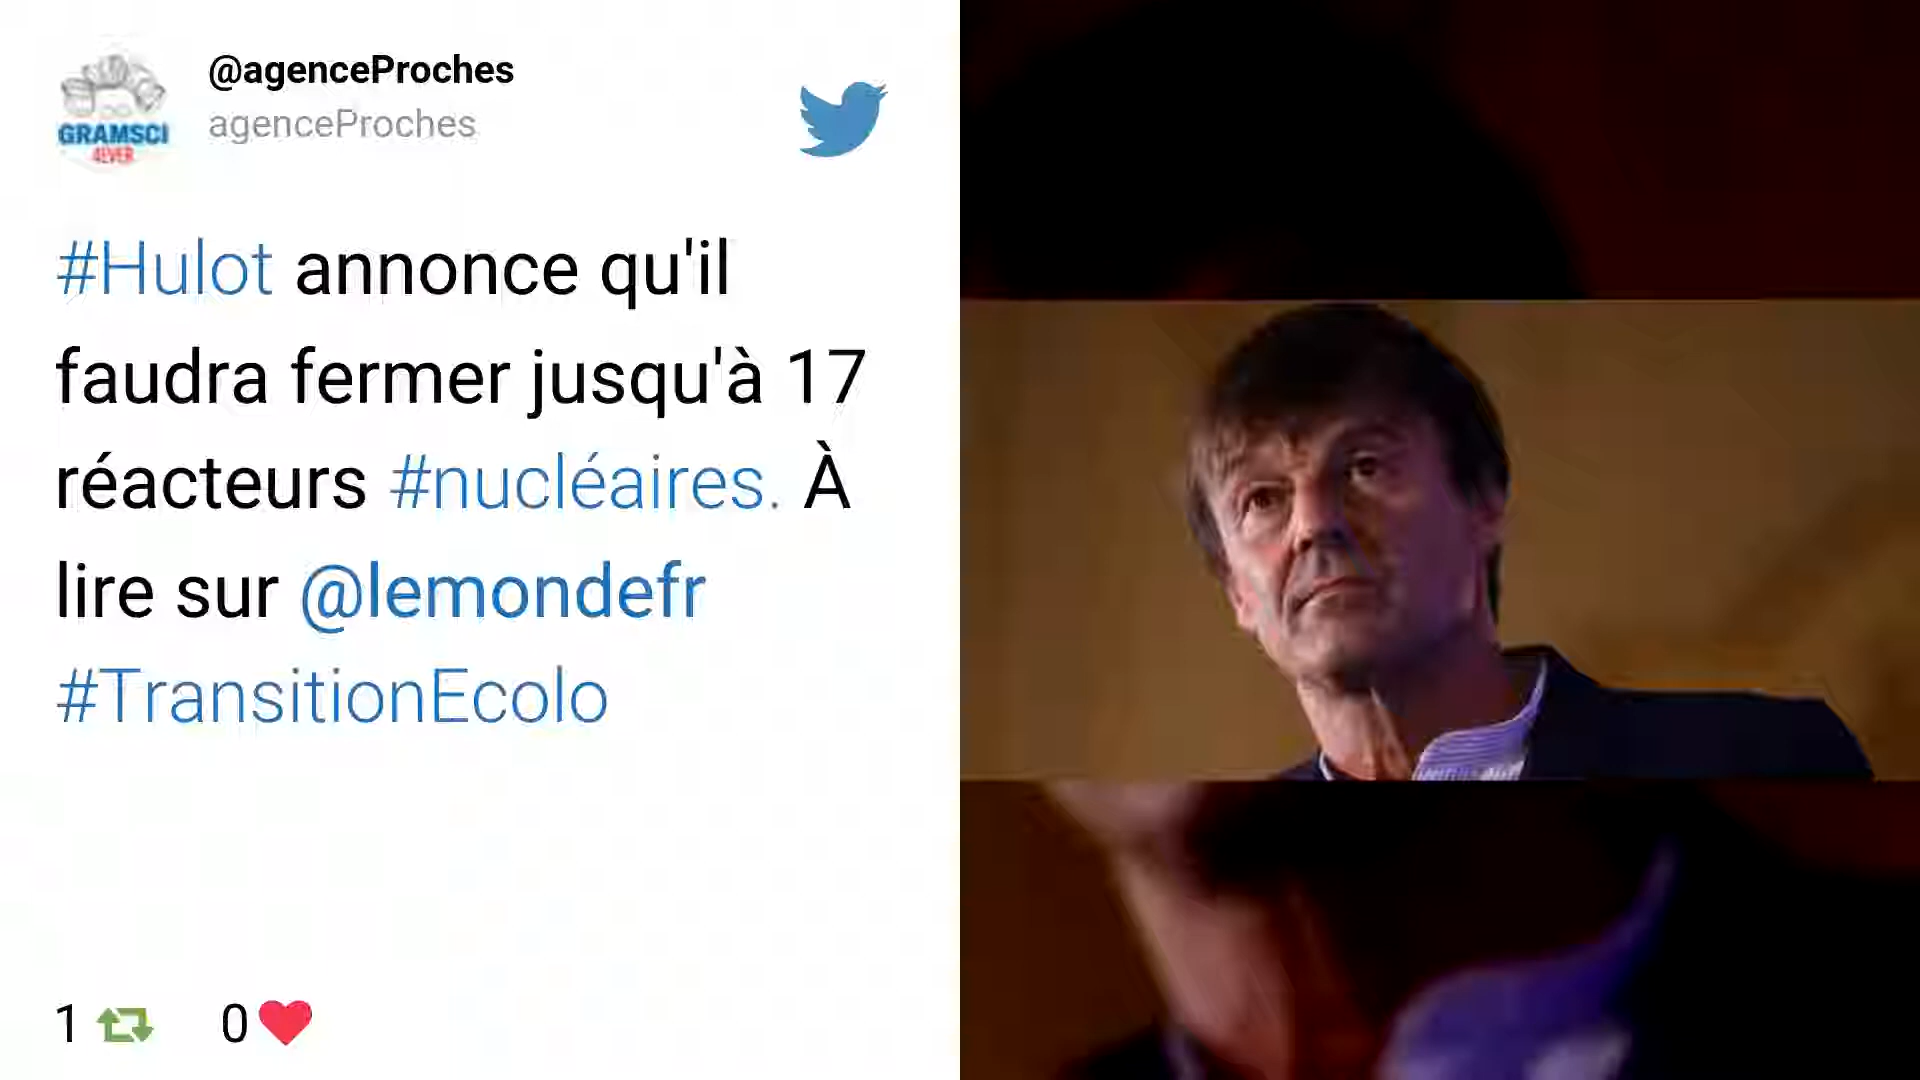 @agenceProches
agenceProches
GRAMSCI
4EVER
#Hulot annonce qu'il
faudra fermer jusqu'à 17
réacteurs #nucléaires. À
lire sur @lemondefr
#TransitionEcolo
1 0